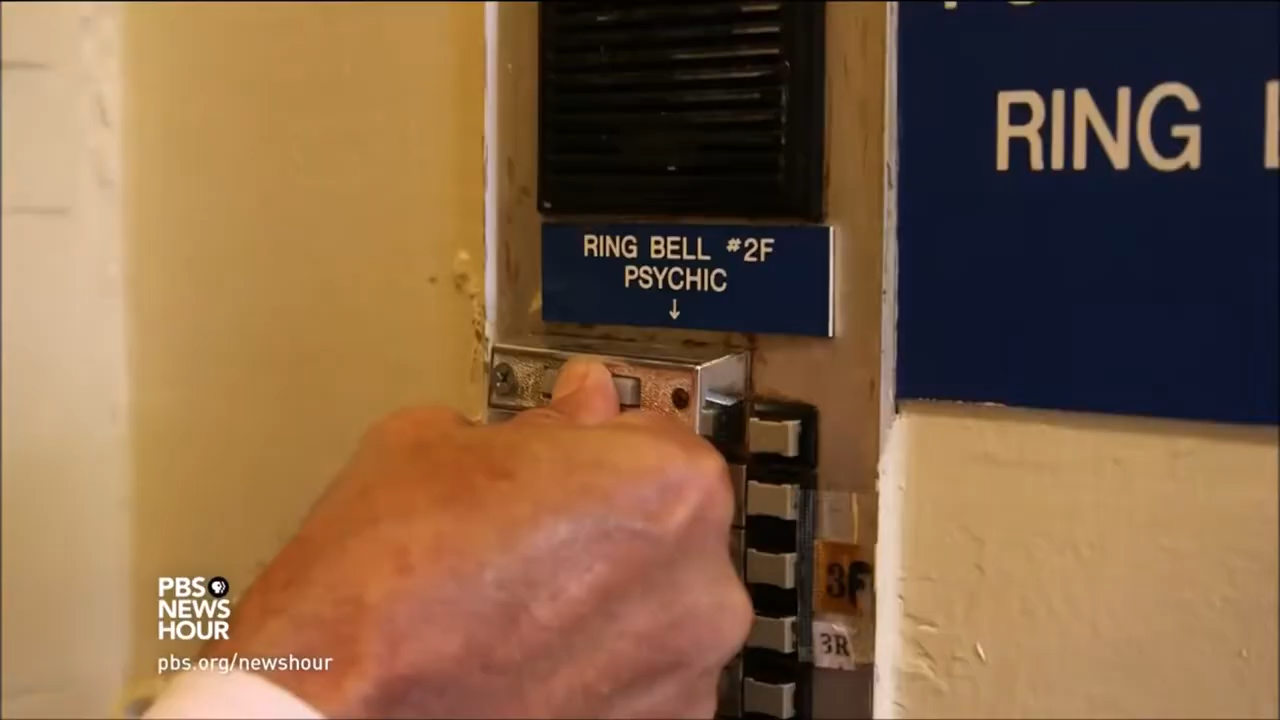 RING BELL #2F
PSYCHIC
↓
RING
3F
3R
PBS
NEWS
HOUR
pbs.org/newshour